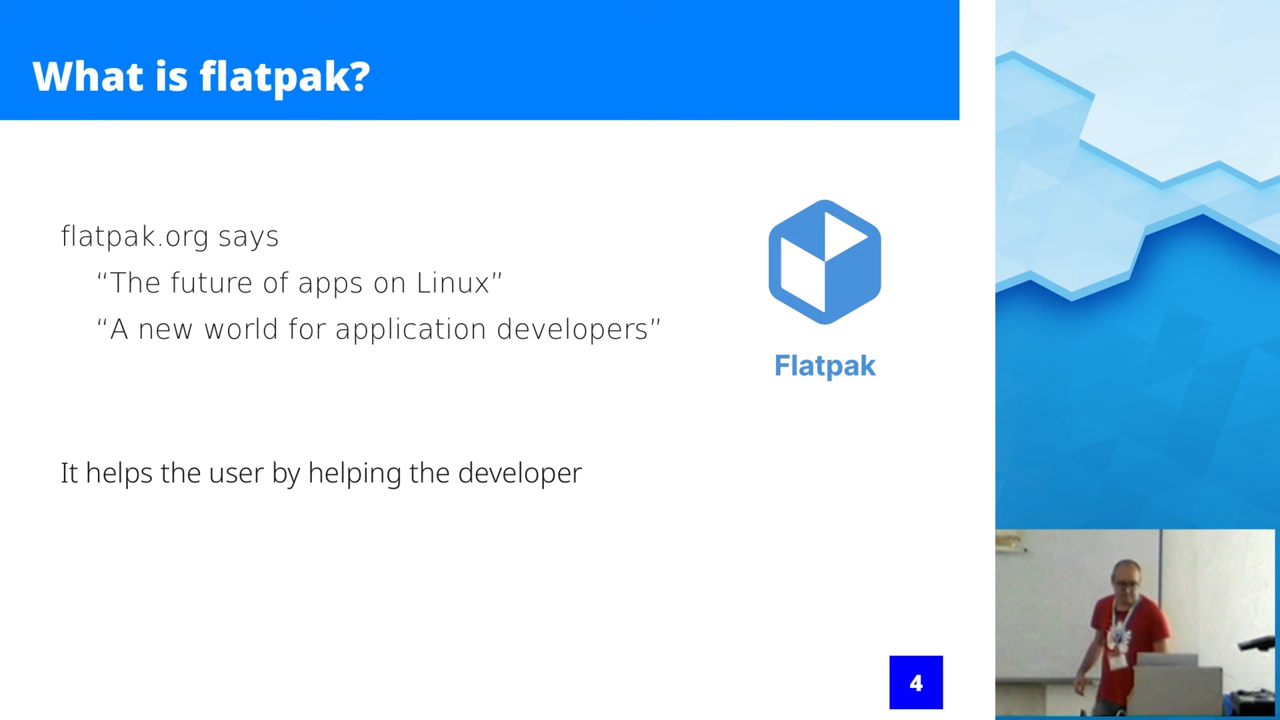 What is flatpak?
flatpak.org says
“The future of apps on Linux”
“A new world for application developers”
Flatpak
It helps the user by helping the developer
4